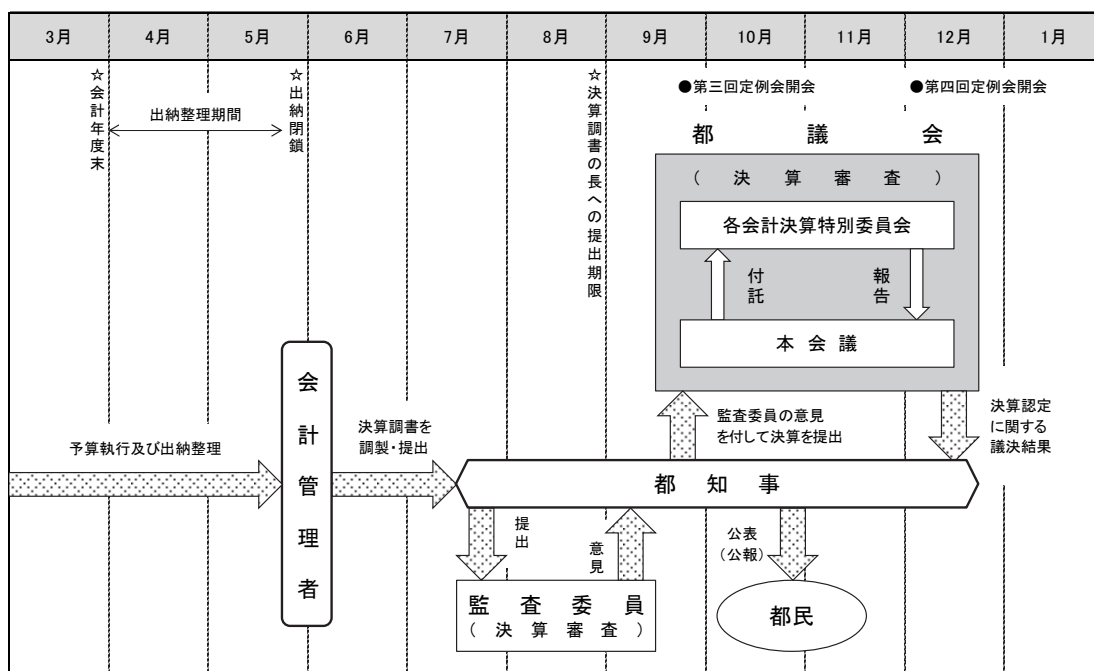 3月 4月 5月 6月 7月 8月 9月 10月 11月 12月 1月
☆会計年度末
出納整理期間
☆出納閉鎖
☆決算調書の長への提出期限
●第三回定例会開会
●第四回定例会開会
都議会
(決算審査)
各会計決算特別委員会
付託
報告
本会議
会計管理者
予算執行及び出納整理
決算調書を
調製・提出
監査委員の意見
を付して決算を提出
決算認定
に関する
議決結果
都知事
提出
意見
公表
(公報)
監査委員
(決算審査)
都民